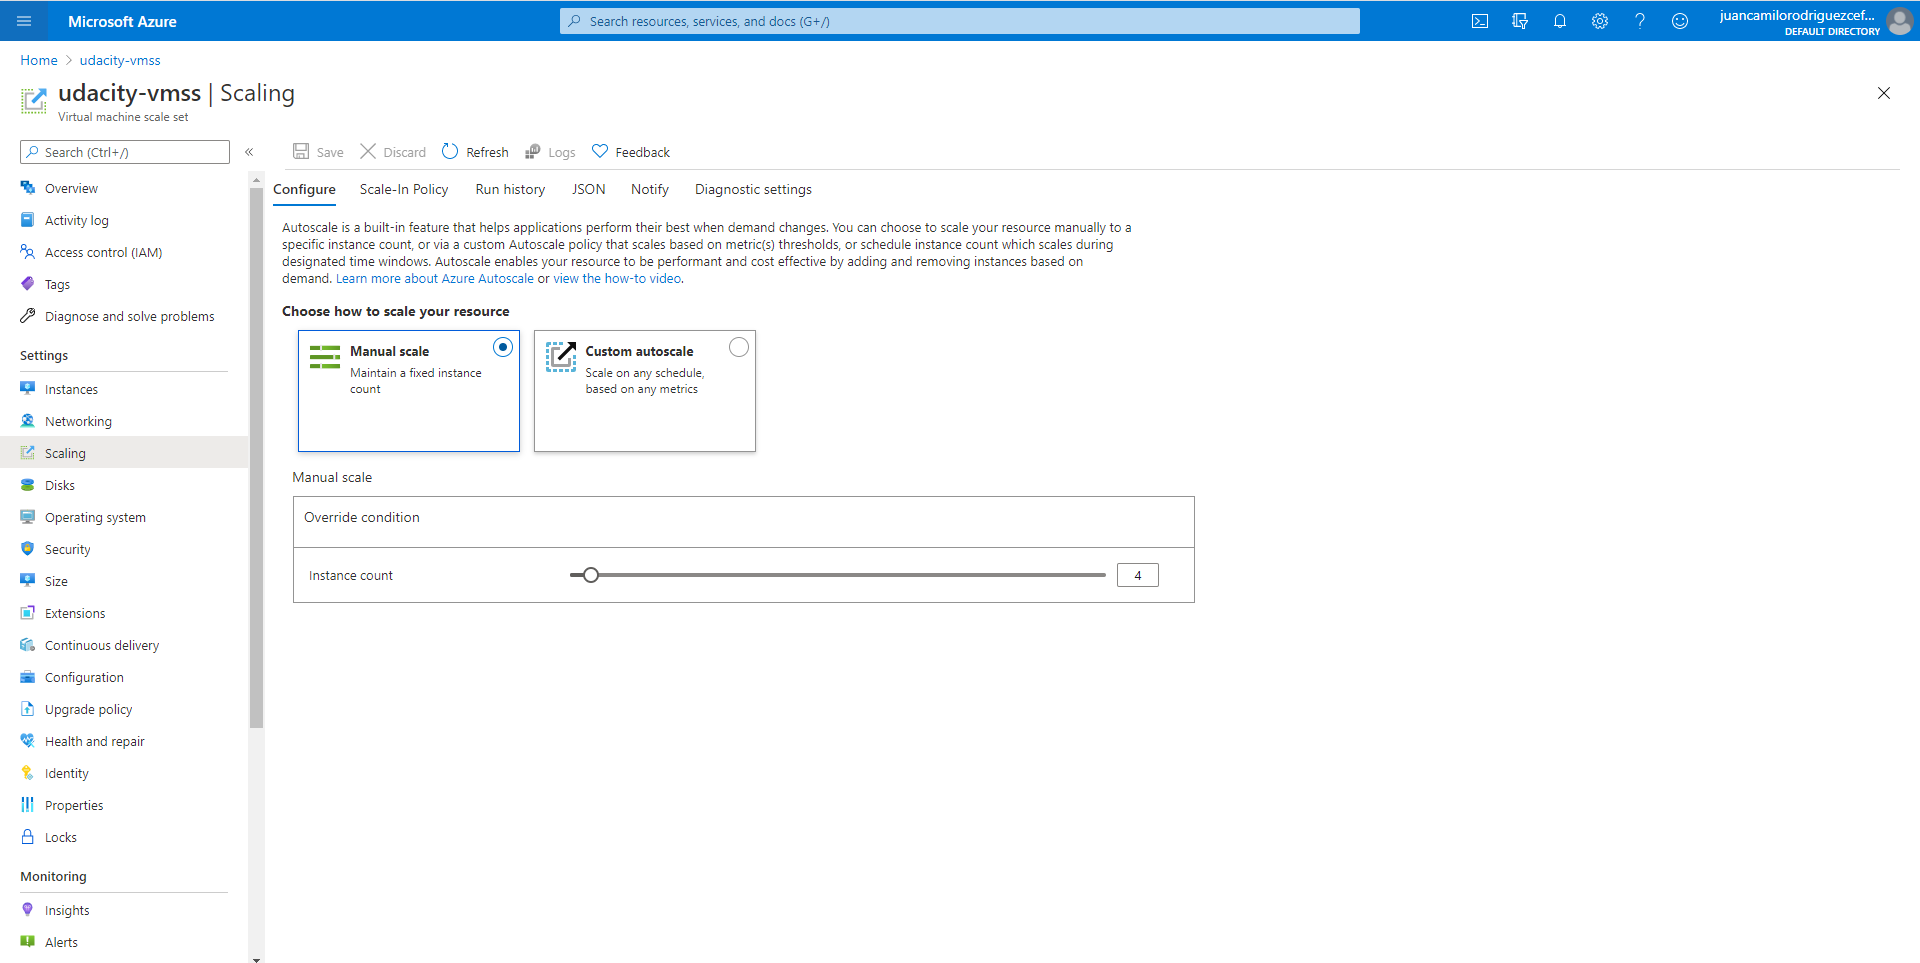 Microsoft Azure
Search resources, services, and docs (G+/)
juancamilorodriguezcef...
DEFAULT DIRECTORY
Home > udacity-vmss
udacity-vmss | Scaling
Virtual machine scale set
Search (Ctrl+/)
«
Save
Discard
Refresh
Logs
Feedback
Overview
Activity log
Access control (IAM)
Tags
Diagnose and solve problems
Settings
Instances
Networking
Scaling
Disks
Operating system
Security
Size
Extensions
Continuous delivery
Configuration
Upgrade policy
Health and repair
Identity
Properties
Locks
Monitoring
Insights
Alerts
Configure
Scale-In Policy
Run history
JSON
Notify
Diagnostic settings
Autoscale is a built-in feature that helps applications perform their best when demand changes. You can choose to scale your resource manually to a
specific instance count, or via a custom Autoscale policy that scales based on metric(s) thresholds, or schedule instance count which scales during
designated time windows. Autoscale enables your resource to be performant and cost effective by adding and removing instances based on
demand. Learn more about Azure Autoscale or view the how-to video.
Choose how to scale your resource
Manual scale
Maintain a fixed instance
count
Custom autoscale
Scale on any schedule,
based on any metrics
Manual scale
Override condition
Instance count
4